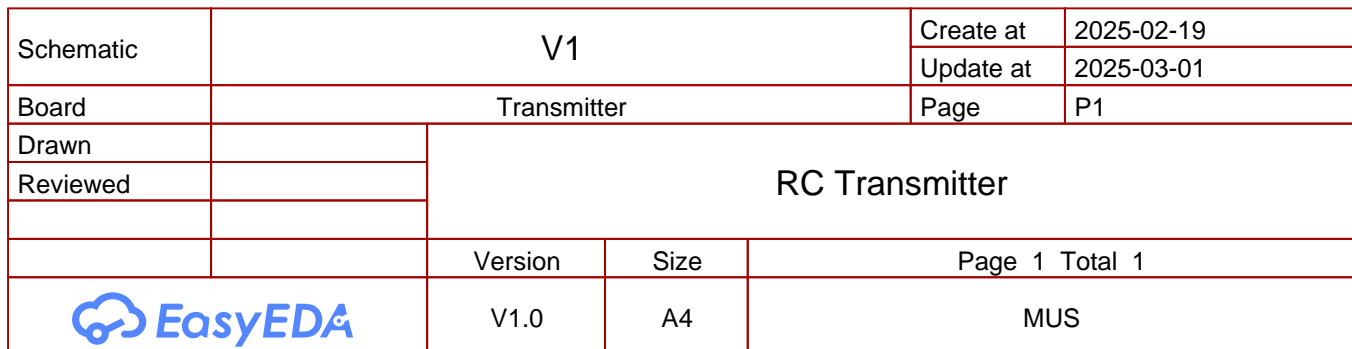 Schematic V1 Create at 2025-02-19
Update at 2025-03-01
Board Transmitter Page P1
Drawn
Reviewed
RC Transmitter
Version Size Page 1 Total 1
EasyEDA V1.0 A4 MUS